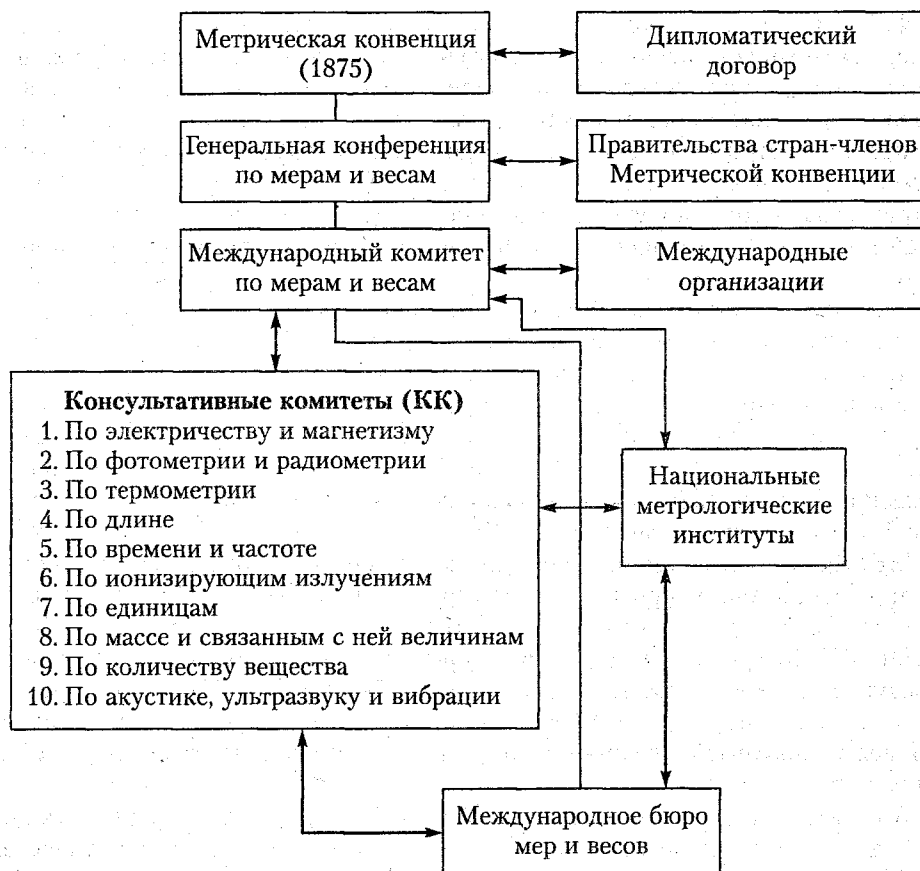 Метрическая конвенция
(1875)
Дипломатический
договор
Генеральная конференция
по мерам и весам
Правительства стран-членов
Метрической конвенции
Международный комитет
по мерам и весам
Международные
организации
Консультативные комитеты (КК)
1. По электричеству и магнетизму
2. По фотометрии и радиометрии
3. По термометрии
4. По длине
5. По времени и частоте
6. По ионизирующим излучениям
7. По единицам
8. По массе и связанным с ней величинам
9. По количеству вещества
10. По акустике, ультразвуку и вибрации
Национальные
метрологические
институты
Международное бюро
мер и весов